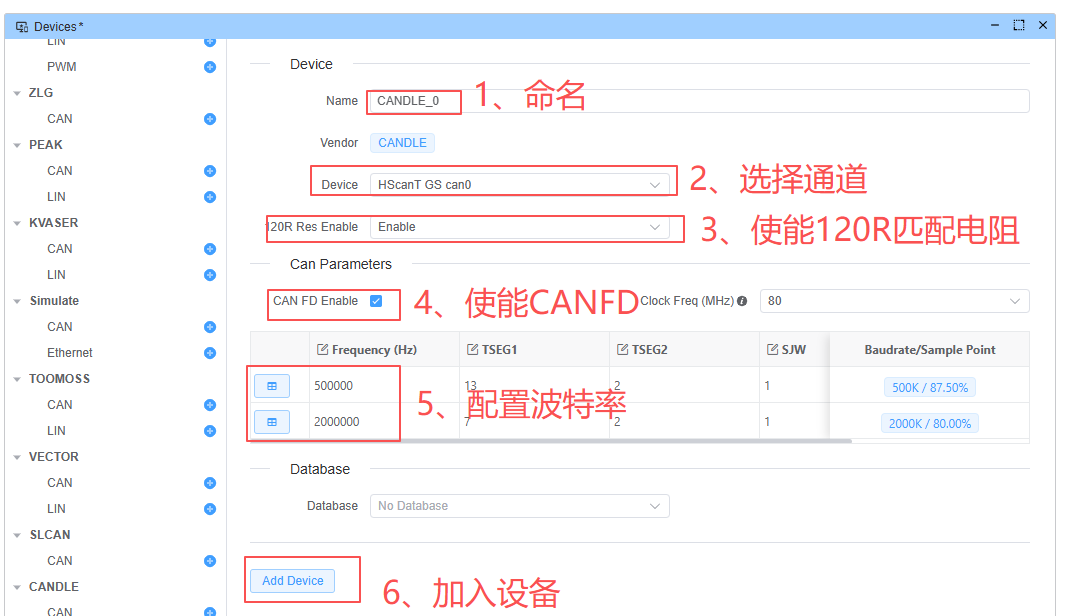 Devices*
LIN
PWM
ZLG
CAN
PEAK
CAN
LIN
KVASER
CAN
LIN
Simulate
CAN
Ethernet
TOOMOSS
CAN
LIN
VECTOR
CAN
LIN
SLCAN
CAN
CANDLE
CAN
Device
Name CANDLE_0 1、命名
Vendor CANDLE
Device HScanT GS can0 2、选择通道
120R Res Enable Enable 3、使能120R匹配电阻
Can Parameters
CAN FD Enable 4、使能CANFD Clock Freq (MHz) 80
Frequency (Hz) TSEG1 TSEG2 SJW Baudrate/Sample Point
500000 13 2 1 500K / 87.50%
5、配置波特率
2000000 7 2 1 2000K / 80.00%
Database
Database No Database
Add Device 6、加入设备